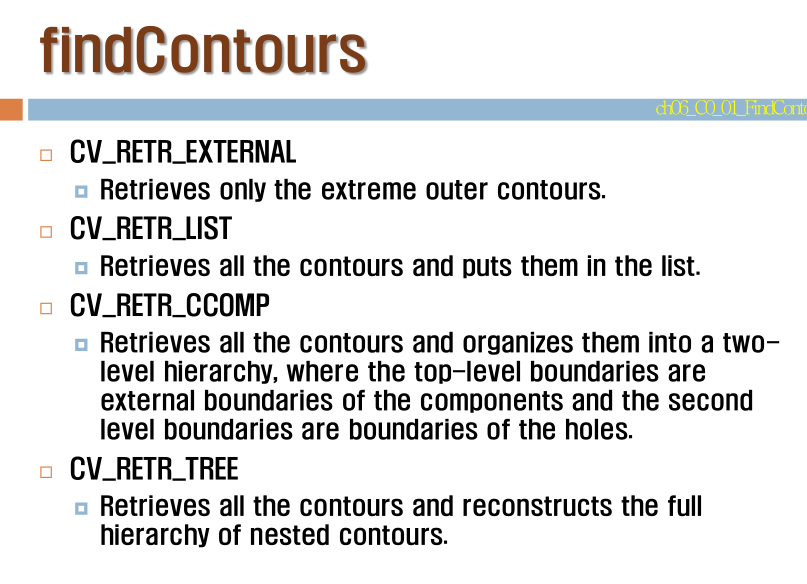 findContours
ch06_C0_01_FindConto
CV_RETR_EXTERNAL
Retrieves only the extreme outer contours.
CV_RETR_LIST
Retrieves all the contours and puts them in the list.
CV_RETR_CCOMP
Retrieves all the contours and organizes them into a two-
level hierarchy, where the top-level boundaries are
external boundaries of the components and the second
level boundaries are boundaries of the holes.
CV_RETR_TREE
Retrieves all the contours and reconstructs the full
hierarchy of nested contours.